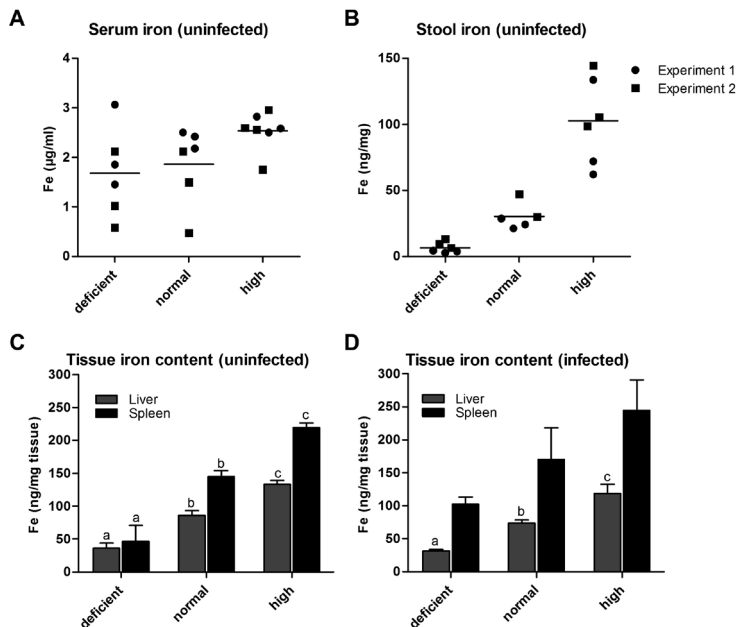 A
Serum iron (uninfected)
Fe (µg/ml)
4
3
2
1
0
deficient
normal
high
B
Stool iron (uninfected)
Fe (ng/mg)
150
100
50
0
deficient
normal
high
Experiment 1
Experiment 2
C
Tissue iron content (uninfected)
Fe (ng/mg tissue)
300
250
200
150
100
50
0
Liver
Spleen
a
a
b
b
c
c
deficient
normal
high
D
Tissue iron content (infected)
Fe (ng/mg tissue)
300
250
200
150
100
50
0
Liver
Spleen
a
b
c
deficient
normal
high